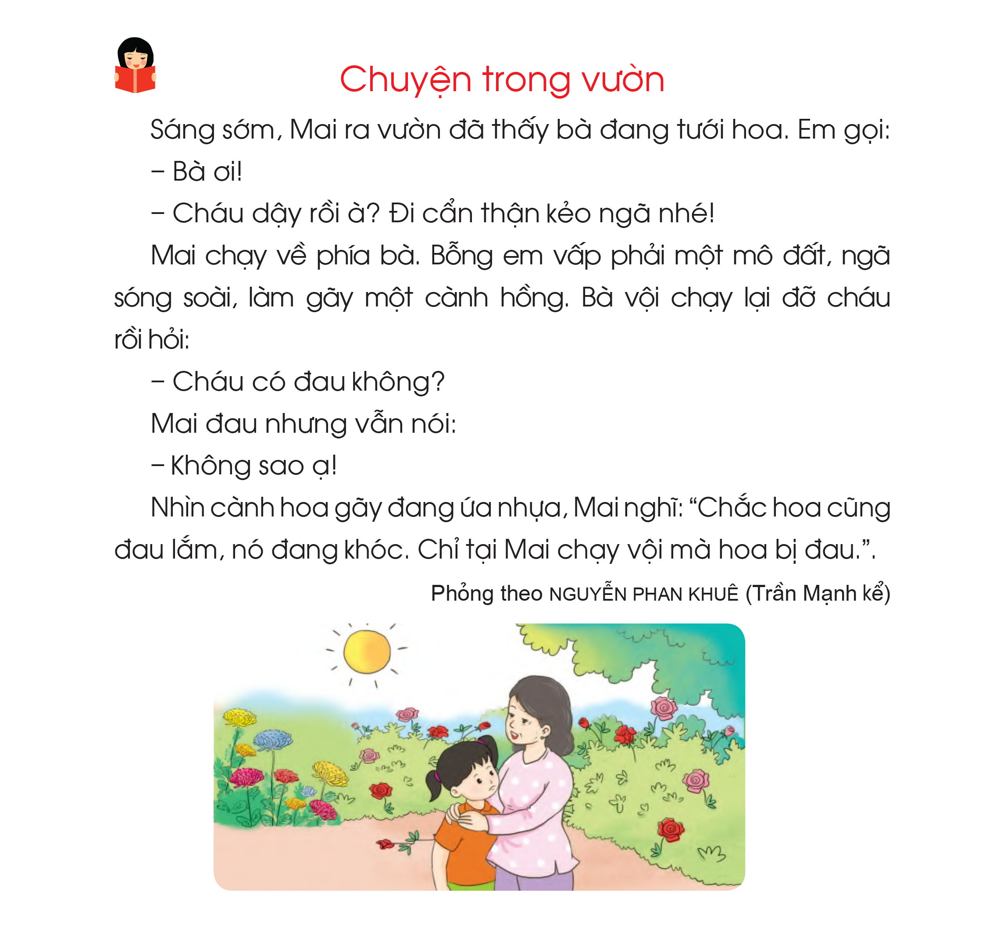 Chuyện trong vườn
Sáng sớm, Mai ra vườn đã thấy bà đang tưới hoa. Em gọi:
– Bà ơi!
– Cháu dậy rồi à? Đi cẩn thận kẻo ngã nhé!
Mai chạy về phía bà. Bỗng em vấp phải một mô đất, ngã
sóng soài, làm gãy một cành hồng. Bà vội chạy lại đỡ cháu
rồi hỏi:
– Cháu có đau không?
Mai đau nhưng vẫn nói:
– Không sao ạ!
Nhìn cành hoa gãy đang ứa nhựa, Mai nghĩ: “Chắc hoa cũng
đau lắm, nó đang khóc. Chỉ tại Mai chạy vội mà hoa bị đau.”.
Phỏng theo NGUYỄN PHAN KHUÊ (Trần Mạnh kể)